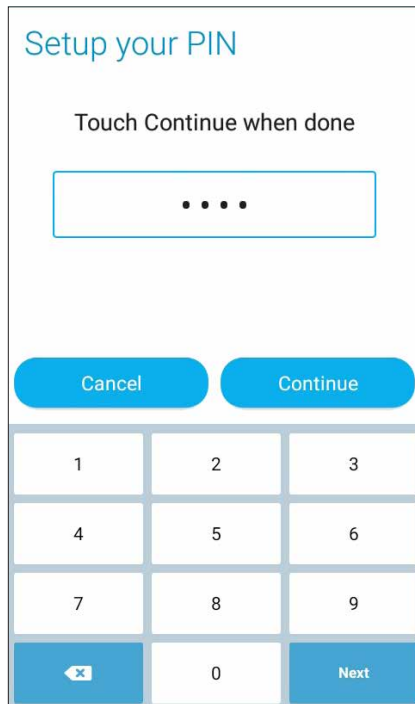 Setup your PIN
Touch Continue when done
• • • •
Cancel Continue
1 2 3
4 5 6
7 8 9
0 Next